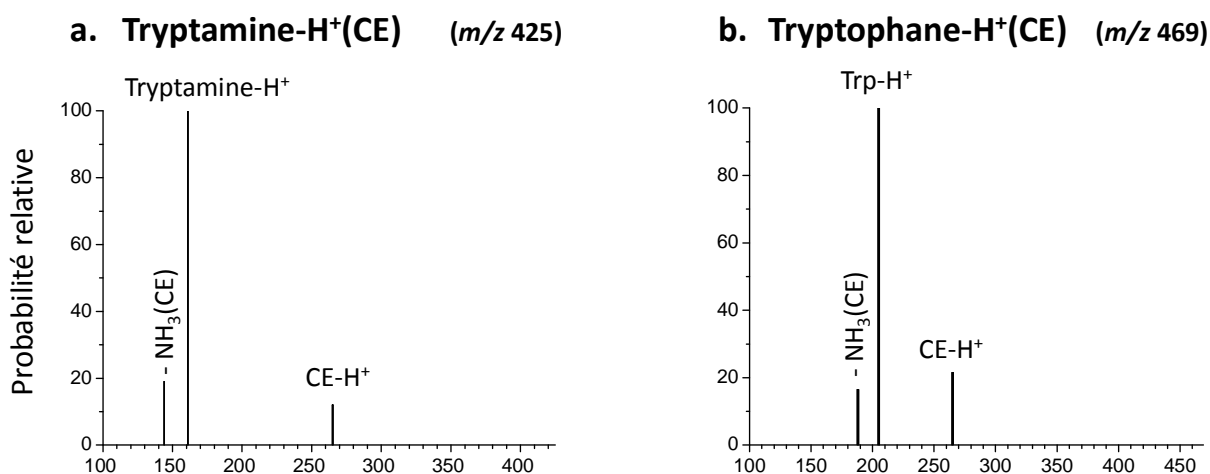 a. Tryptamine-H⁺(CE) (m/z 425)
Tryptamine-H⁺
Probabilité relative
100
80
60
40
20
0
- NH₃(CE)
CE-H⁺
100 150 200 250 300 350 400
b. Tryptophane-H⁺(CE) (m/z 469)
Trp-H⁺
100
80
60
40
20
0
- NH₃(CE)
CE-H⁺
100 150 200 250 300 350 400 450